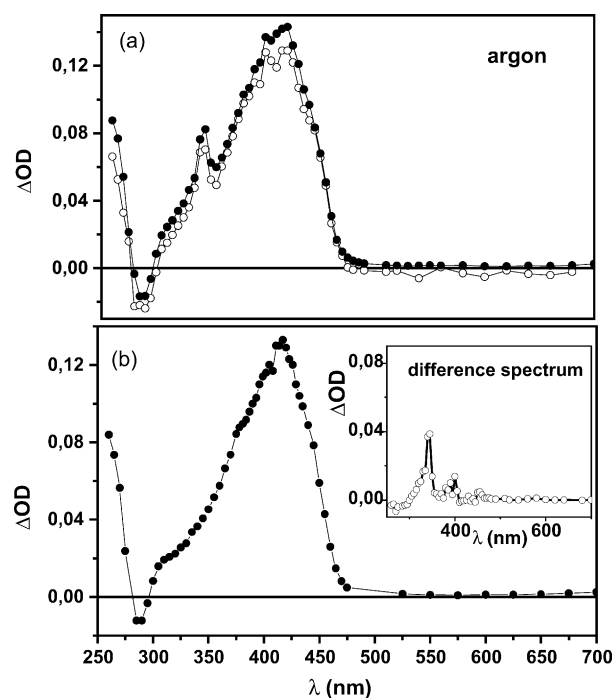 (a)
argon
0,12
0,08
0,04
0,00
ΔOD
(b)
difference spectrum
0,08
0,04
0,00
ΔOD
400 600
λ (nm)
0,12
0,08
0,04
0,00
ΔOD
250 300 350 400 450 500 550 600 650 700
λ (nm)